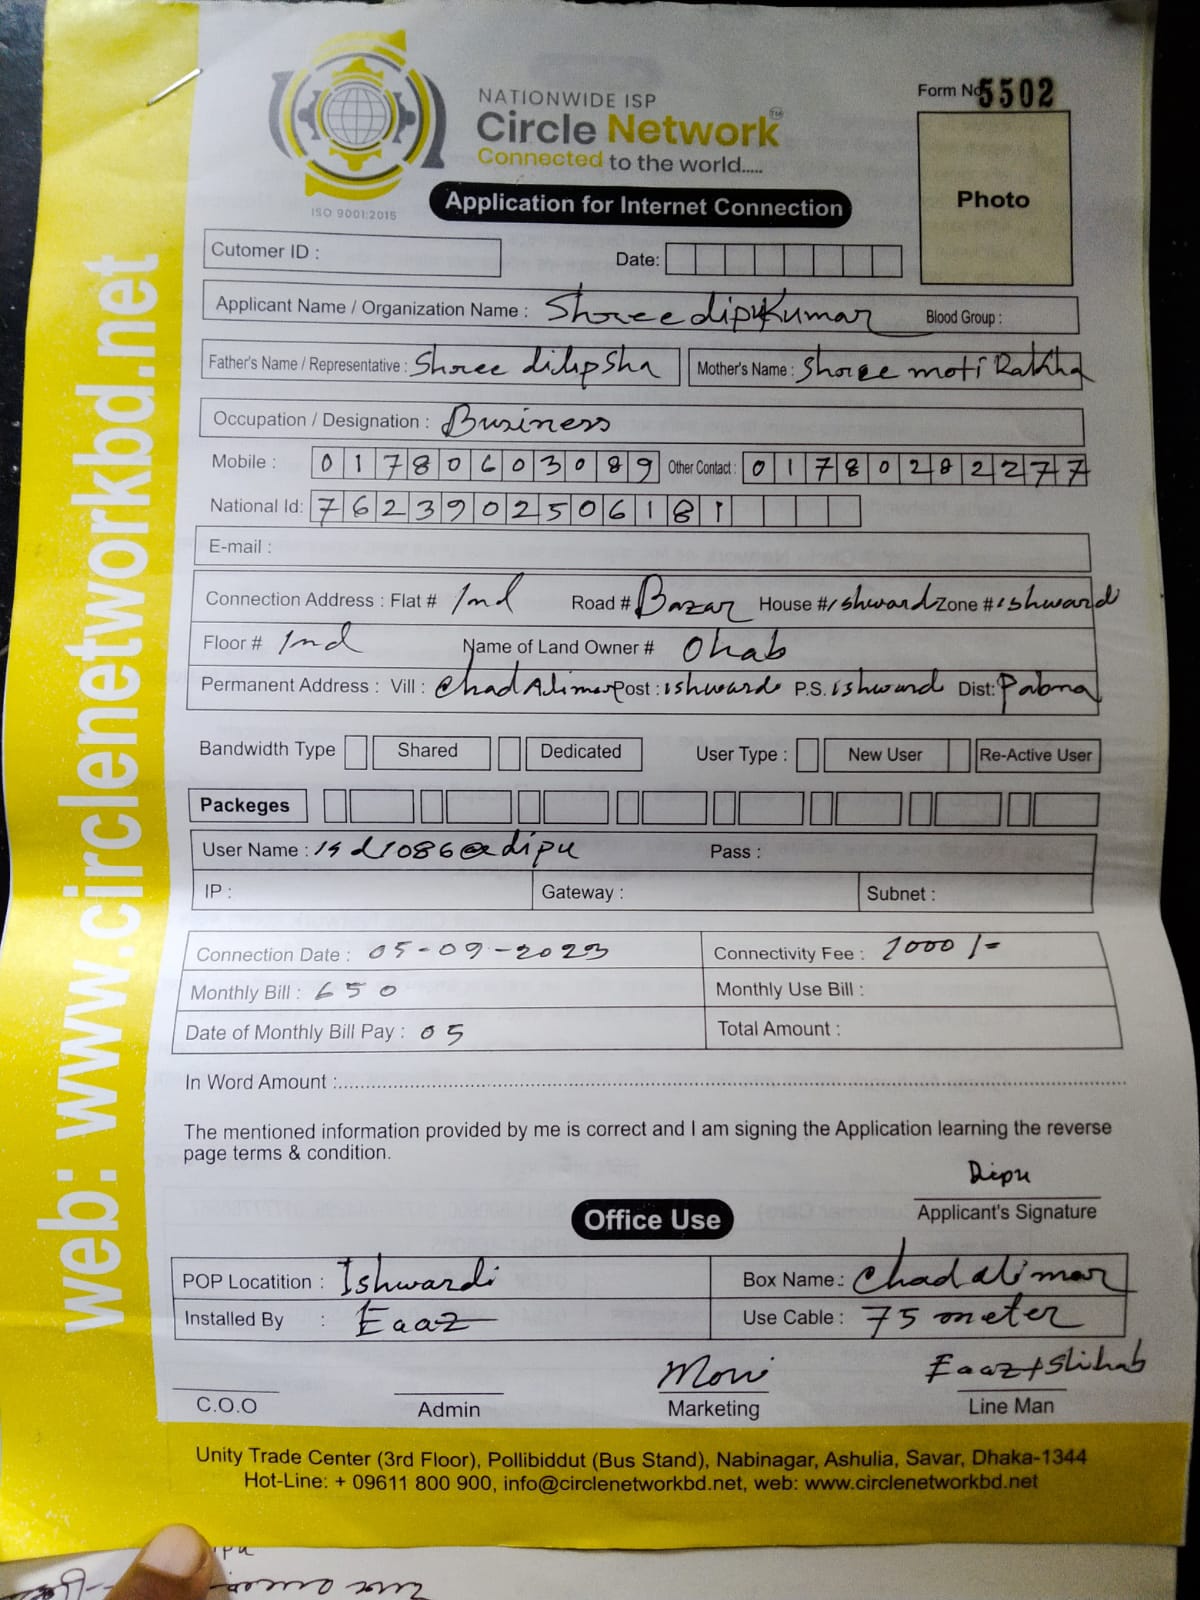 NATIONWIDE ISP
Circle Network™
Connected to the world.....
ISO 9001:2015
Form No 5502
Photo
Application for Internet Connection
Cutomer ID :
Date:
Applicant Name / Organization Name : Shree dipu Kumar Blood Group :
Father's Name / Representative : Shree dilip Sha Mother's Name : Shree moti Rakha
Occupation / Designation : Business
Mobile : 01780603089 Other Contact : 01780282277
National Id: 7623902506181
E-mail :
Connection Address : Flat # 1nd Road # Bazar House # ishwardi Zone # ishwardi
Floor # 1nd Name of Land Owner # Ohab
Permanent Address : Vill : Chad Alimor Post : ishwardi P.S. ishwardi Dist: Pabna
Bandwidth Type Shared Dedicated User Type : New User Re-Active User
Packeges
User Name : isd1086@dipu Pass :
IP : Gateway : Subnet :
Connection Date : 05-09-2023 Connectivity Fee : 1000/-
Monthly Bill : 650 Monthly Use Bill :
Date of Monthly Bill Pay : 05 Total Amount :
In Word Amount :
The mentioned information provided by me is correct and I am signing the Application learning the reverse
page terms & condition.
Dipu
Applicant's Signature
Office Use
POP Locatition : Ishwardi Box Name : Chad alimor
Installed By : Eaaz Use Cable : 75 meter
Moni Eaaz+Shihab
C.O.O Admin Marketing Line Man
Unity Trade Center (3rd Floor), Pollibiddut (Bus Stand), Nabinagar, Ashulia, Savar, Dhaka-1344
Hot-Line: + 09611 800 900, info@circlenetworkbd.net, web: www.circlenetworkbd.net
web: www.circlenetworkbd.net